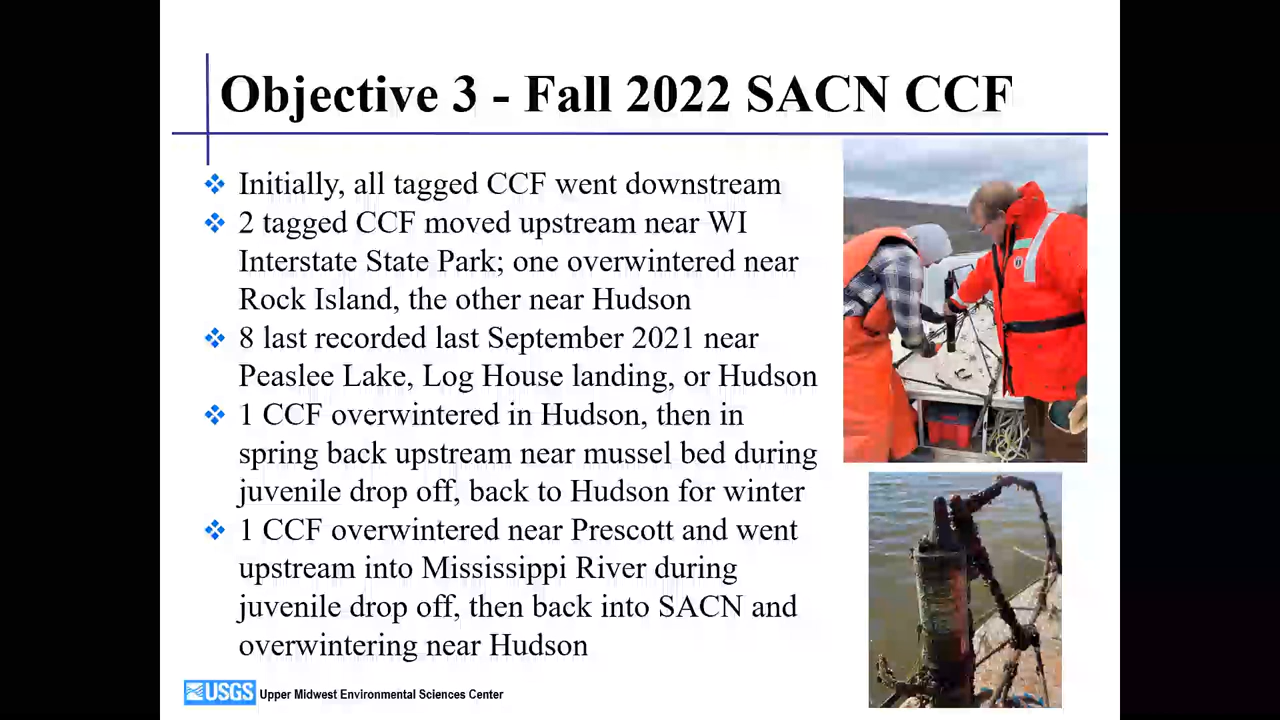 Objective 3 - Fall 2022 SACN CCF
Initially, all tagged CCF went downstream
2 tagged CCF moved upstream near WI
Interstate State Park; one overwintered near
Rock Island, the other near Hudson
8 last recorded last September 2021 near
Peaslee Lake, Log House landing, or Hudson
1 CCF overwintered in Hudson, then in
spring back upstream near mussel bed during
juvenile drop off, back to Hudson for winter
1 CCF overwintered near Prescott and went
upstream into Mississippi River during
juvenile drop off, then back into SACN and
overwintering near Hudson
USGS Upper Midwest Environmental Sciences Center